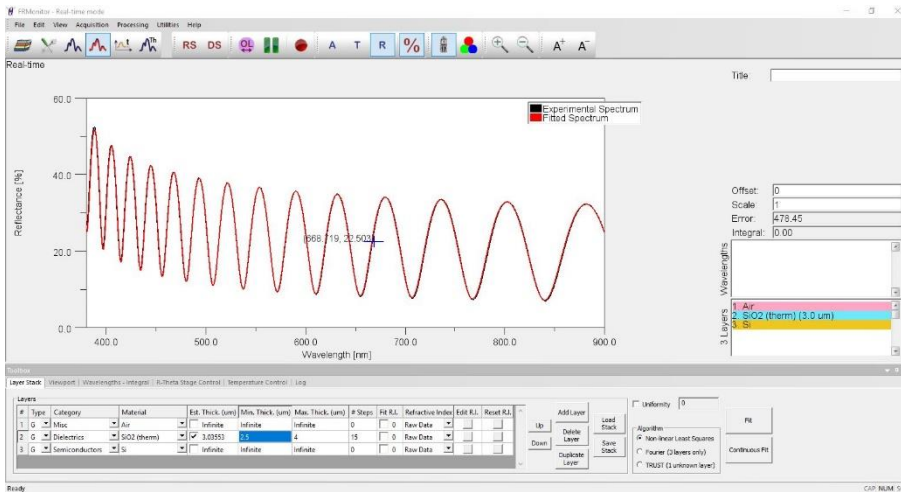 FRMonitor - Real-time mode
File Edit View Acquisition Processing Utilities Help
RS DS OL A T R % A+ A-
Real-time
Title
60.0
Experimental Spectrum
Fitted Spectrum
40.0
Reflectance [%]
20.0
0.0
400.0 500.0 600.0 700.0 800.0 900.0
Wavelength [nm]
Offset: 0
Scale 1
Error: 478.45
Integral: 0.00
Wavelengths
3 Layers
1. Air
2. SiO2 (therm) (3.0 um)
3. Si
Toolbox
Layer Stack Viewport Wavelengths - Integral R-Theta Stage Control Temperature Control Log
Layers
# Type Category Material Est. Thick. (um) Min. Thick. (um) Max. Thick. (um) # Steps Fit R.I. Refractive Index Edit R.I. Reset R.I.
1 G Misc Air Infinite Infinite Infinite 0 0 Raw Data
2 G Dielectrics SiO2 (therm) 3.03553 2.5 4 15 0 Raw Data
3 G Semiconductors Si Infinite Infinite Infinite 0 0 Raw Data
Up
Down
Add Layer
Delete Layer
Duplicate Layer
Load Stack
Save Stack
Uniformity 0
Algorithm
Non-linear Least Squares
Fourier (3 layers only)
TRUST (1 unknown layer)
Fit
Continuous Fit
Ready
CAP NUM